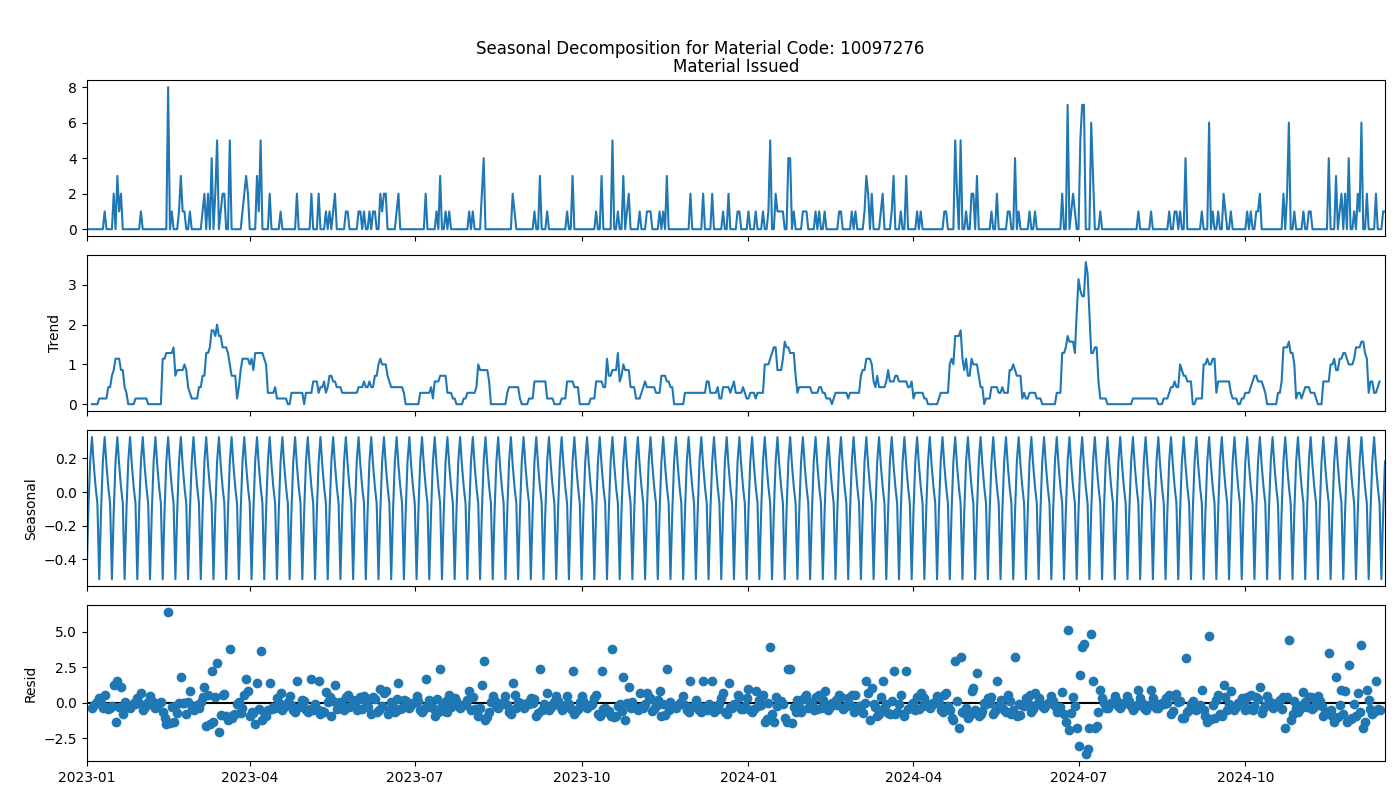 Seasonal Decomposition for Material Code: 10097276
Material Issued
8
6
4
2
0
Trend
3
2
1
0
Seasonal
0.2
0.0
−0.2
−0.4
Resid
5.0
2.5
0.0
−2.5
2023-01 2023-04 2023-07 2023-10 2024-01 2024-04 2024-07 2024-10